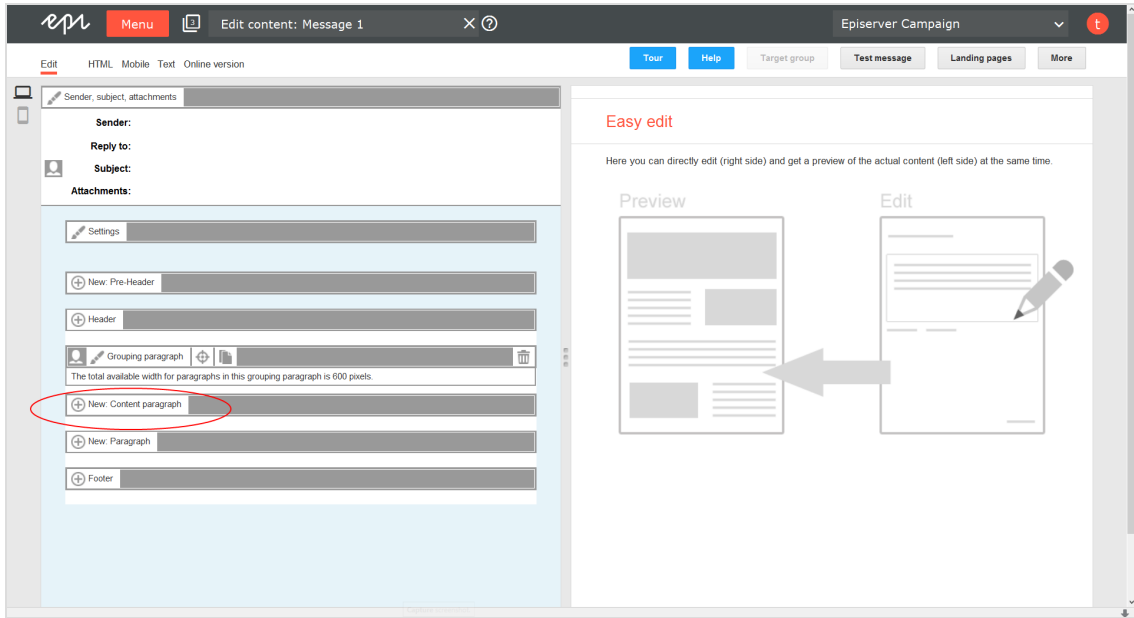 epi Menu 3 Edit content: Message 1 Episerver Campaign t
Edit HTML Mobile Text Online version Tour Help Target group Test message Landing pages More
Sender, subject, attachments
Sender:
Reply to:
Subject:
Attachments:
Settings
New: Pre-Header
Header
Grouping paragraph
The total available width for paragraphs in this grouping paragraph is 600 pixels.
New: Content paragraph
New: Paragraph
Footer
Easy edit
Here you can directly edit (right side) and get a preview of the actual content (left side) at the same time.
Preview Edit